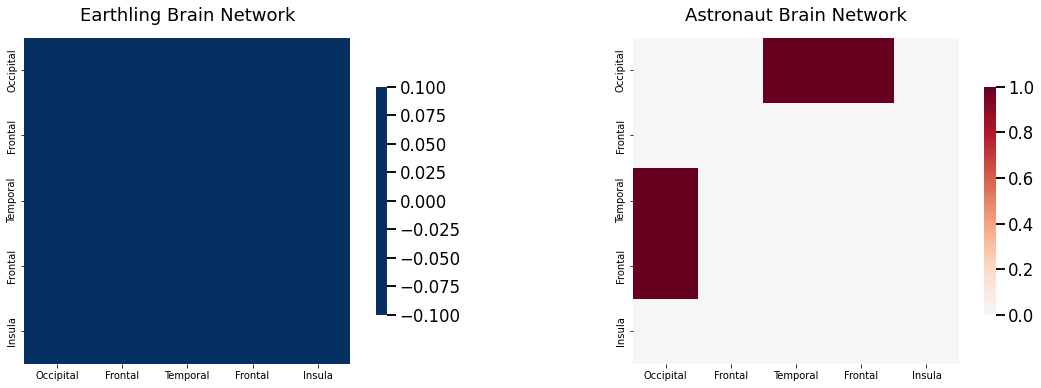 Earthling Brain Network
Occipital
Frontal
Temporal
Frontal
Insula
Occipital Frontal Temporal Frontal Insula
0.100
0.075
0.050
0.025
0.000
−0.025
−0.050
−0.075
−0.100
Astronaut Brain Network
Occipital
Frontal
Temporal
Frontal
Insula
Occipital Frontal Temporal Frontal Insula
1.0
0.8
0.6
0.4
0.2
0.0